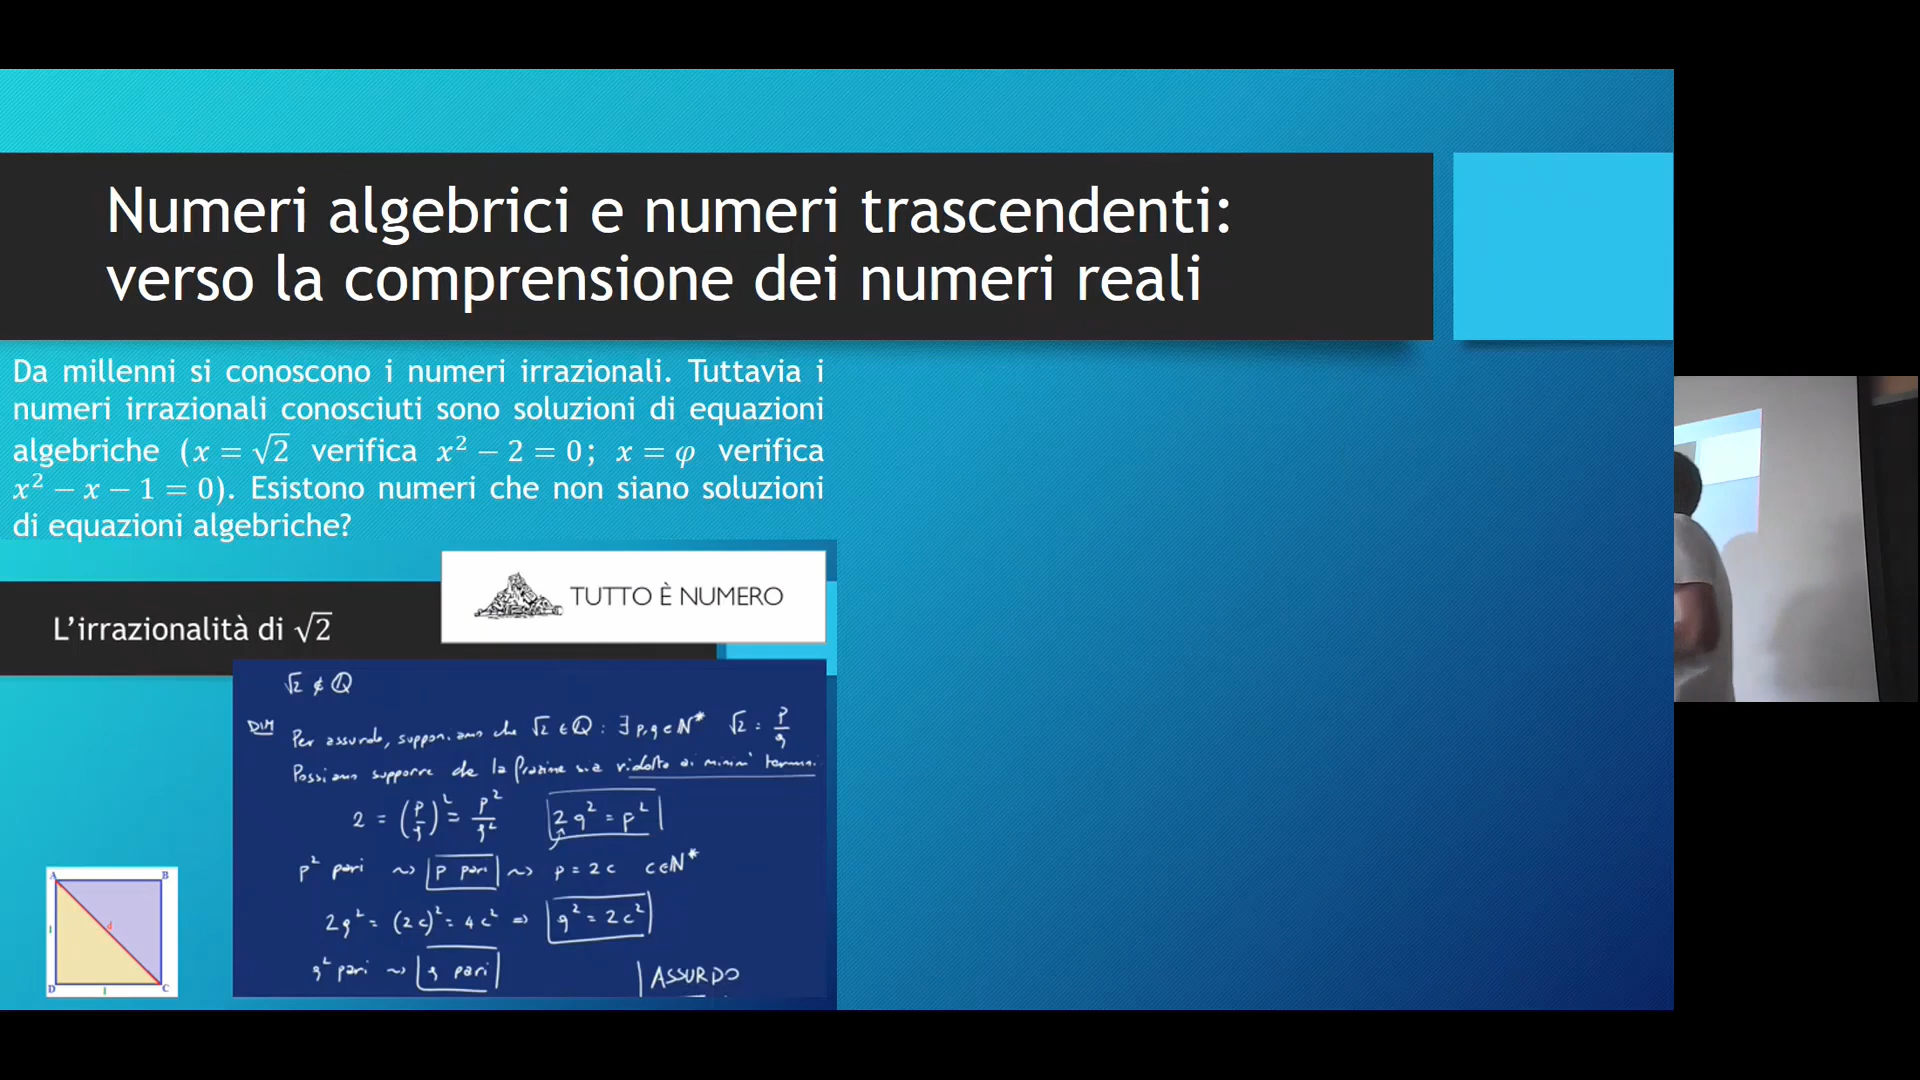 Numeri algebrici e numeri trascendenti:
verso la comprensione dei numeri reali
Da millenni si conoscono i numeri irrazionali. Tuttavia i
numeri irrazionali conosciuti sono soluzioni di equazioni
algebriche (x = √2 verifica x² − 2 = 0; x = φ verifica
x² − x − 1 = 0). Esistono numeri che non siano soluzioni
di equazioni algebriche?
TUTTO È NUMERO
L’irrazionalità di √2
√2 ∉ ℚ
DIM
Per assurdo, supponiamo che √2 ∈ ℚ : ∃ p,q ∈ ℕ* √2 = p/q
Possiamo supporre che la frazione sia ridotta ai minimi termini.
2 = (p/q)² = p²/q² 2q² = p²
p² pari ⇝ p pari ⇝ p = 2c c ∈ ℕ*
2q² = (2c)² = 4c² ⇒ q² = 2c²
q² pari ⇝ q pari
ASSURDO
A B
d
l
D C
l